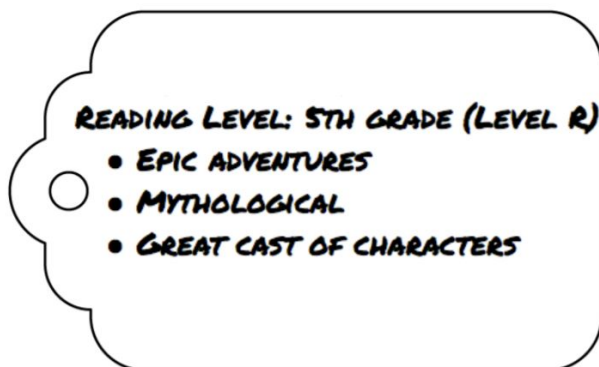 READING LEVEL: 5TH GRADE (LEVEL R)
• EPIC ADVENTURES
• MYTHOLOGICAL
• GREAT CAST OF CHARACTERS